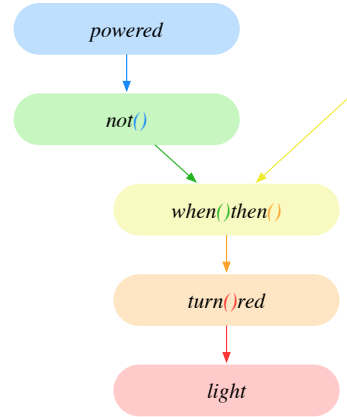 powered
not()
when()then()
turn()red
light